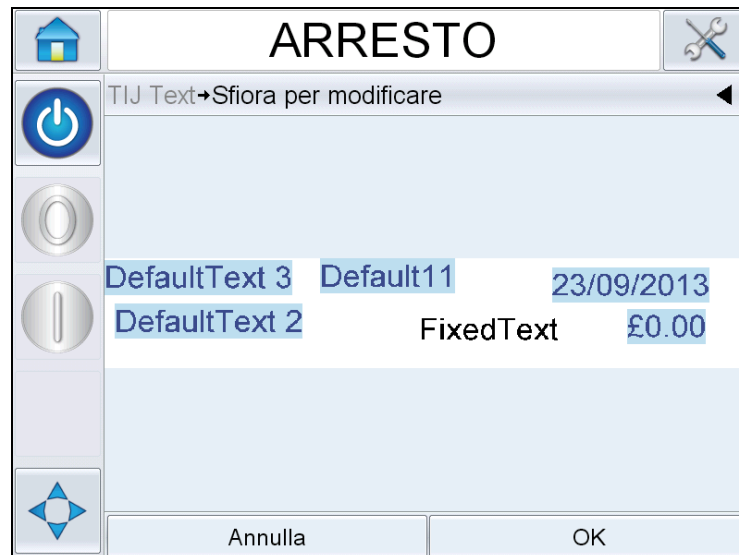 ARRESTO
TIJ Text→Sfiora per modificare
DefaultText 3 Default11 23/09/2013
DefaultText 2 FixedText £0.00
Annulla OK